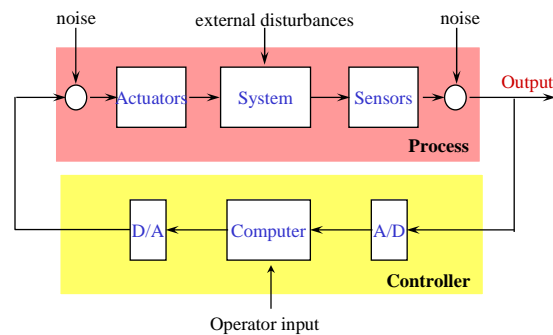 noise
external disturbances
noise
Actuators
System
Sensors
Output
Process
D/A
Computer
A/D
Controller
Operator input